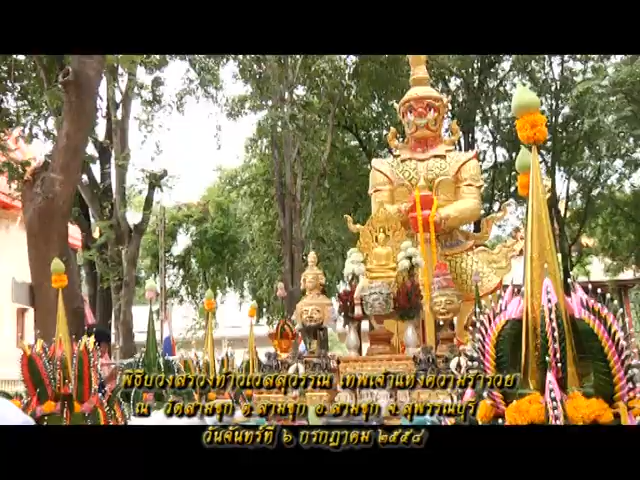 พิธีบวงสรวงท้าวเวสสุวรรณ เทพเจ้าแห่งความร่ำรวย
ณ วัดสามชุก ต.สามชุก อ.สามชุก จ.สุพรรณบุรี
วันจันทร์ที่ ๖ กรกฎาคม ๒๕๕๘